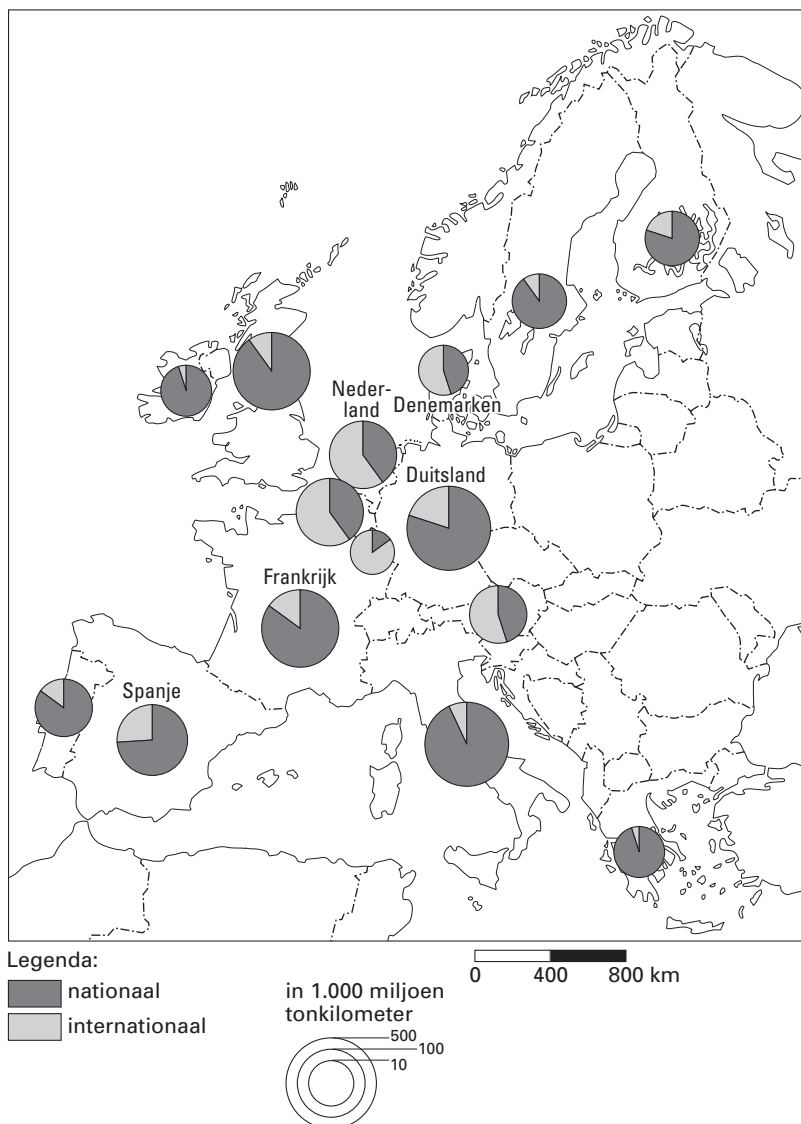 Neder-
land
Denemarken
Duitsland
Frankrijk
Spanje
Legenda:
nationaal
internationaal
in 1.000 miljoen
tonkilometer
500
100
10
0 400 800 km